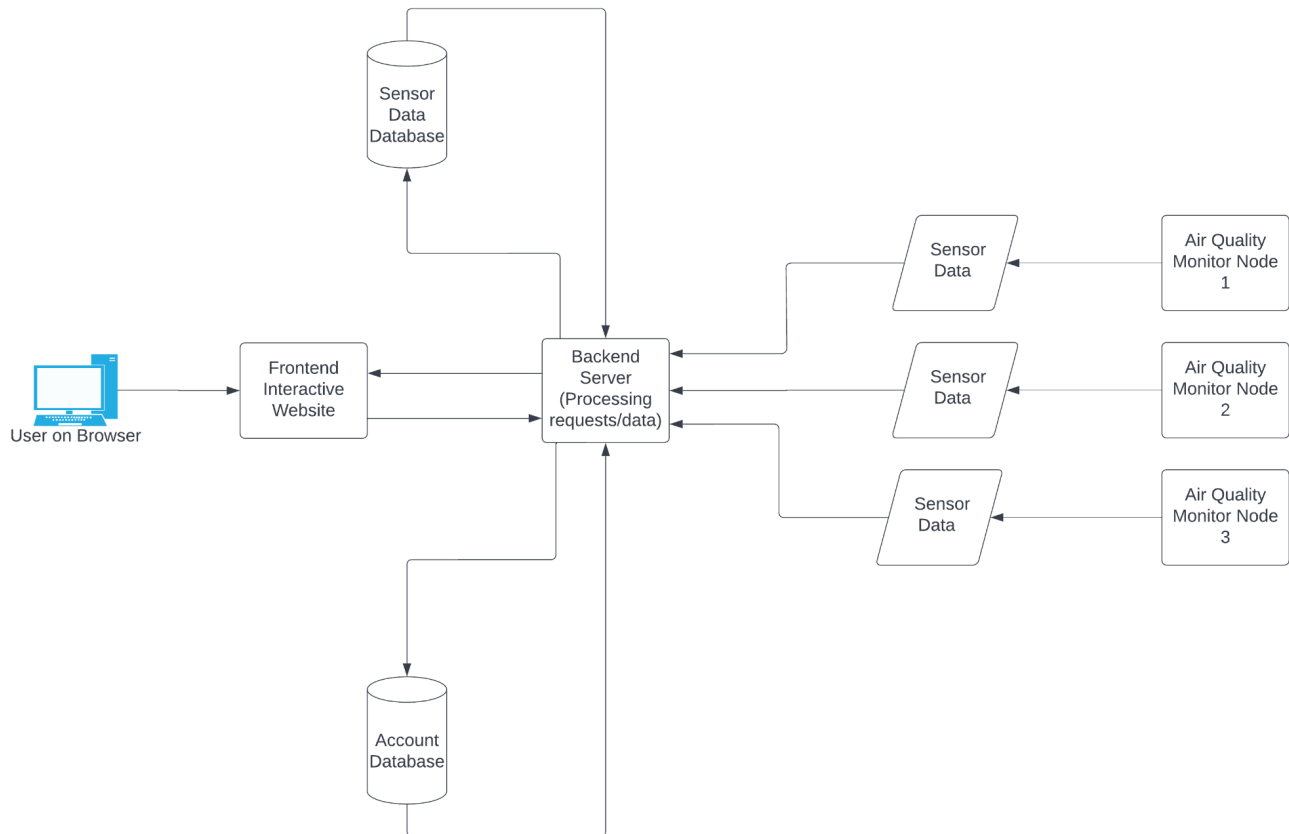 Sensor
Data
Database
Sensor
Data
Air Quality
Monitor Node
1
User on Browser
Frontend
Interactive
Website
Backend
Server
(Processing
requests/data)
Sensor
Data
Air Quality
Monitor Node
2
Sensor
Data
Air Quality
Monitor Node
3
Account
Database